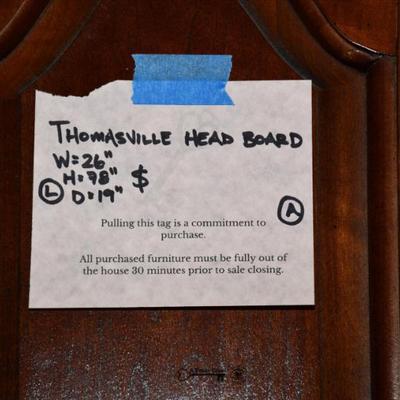 THOMASVILLE HEAD BOARD
W=26"
H=78" $
L D=19"
A
Pulling this tag is a commitment to
purchase.
All purchased furniture must be fully out of
the house 30 minutes prior to sale closing.